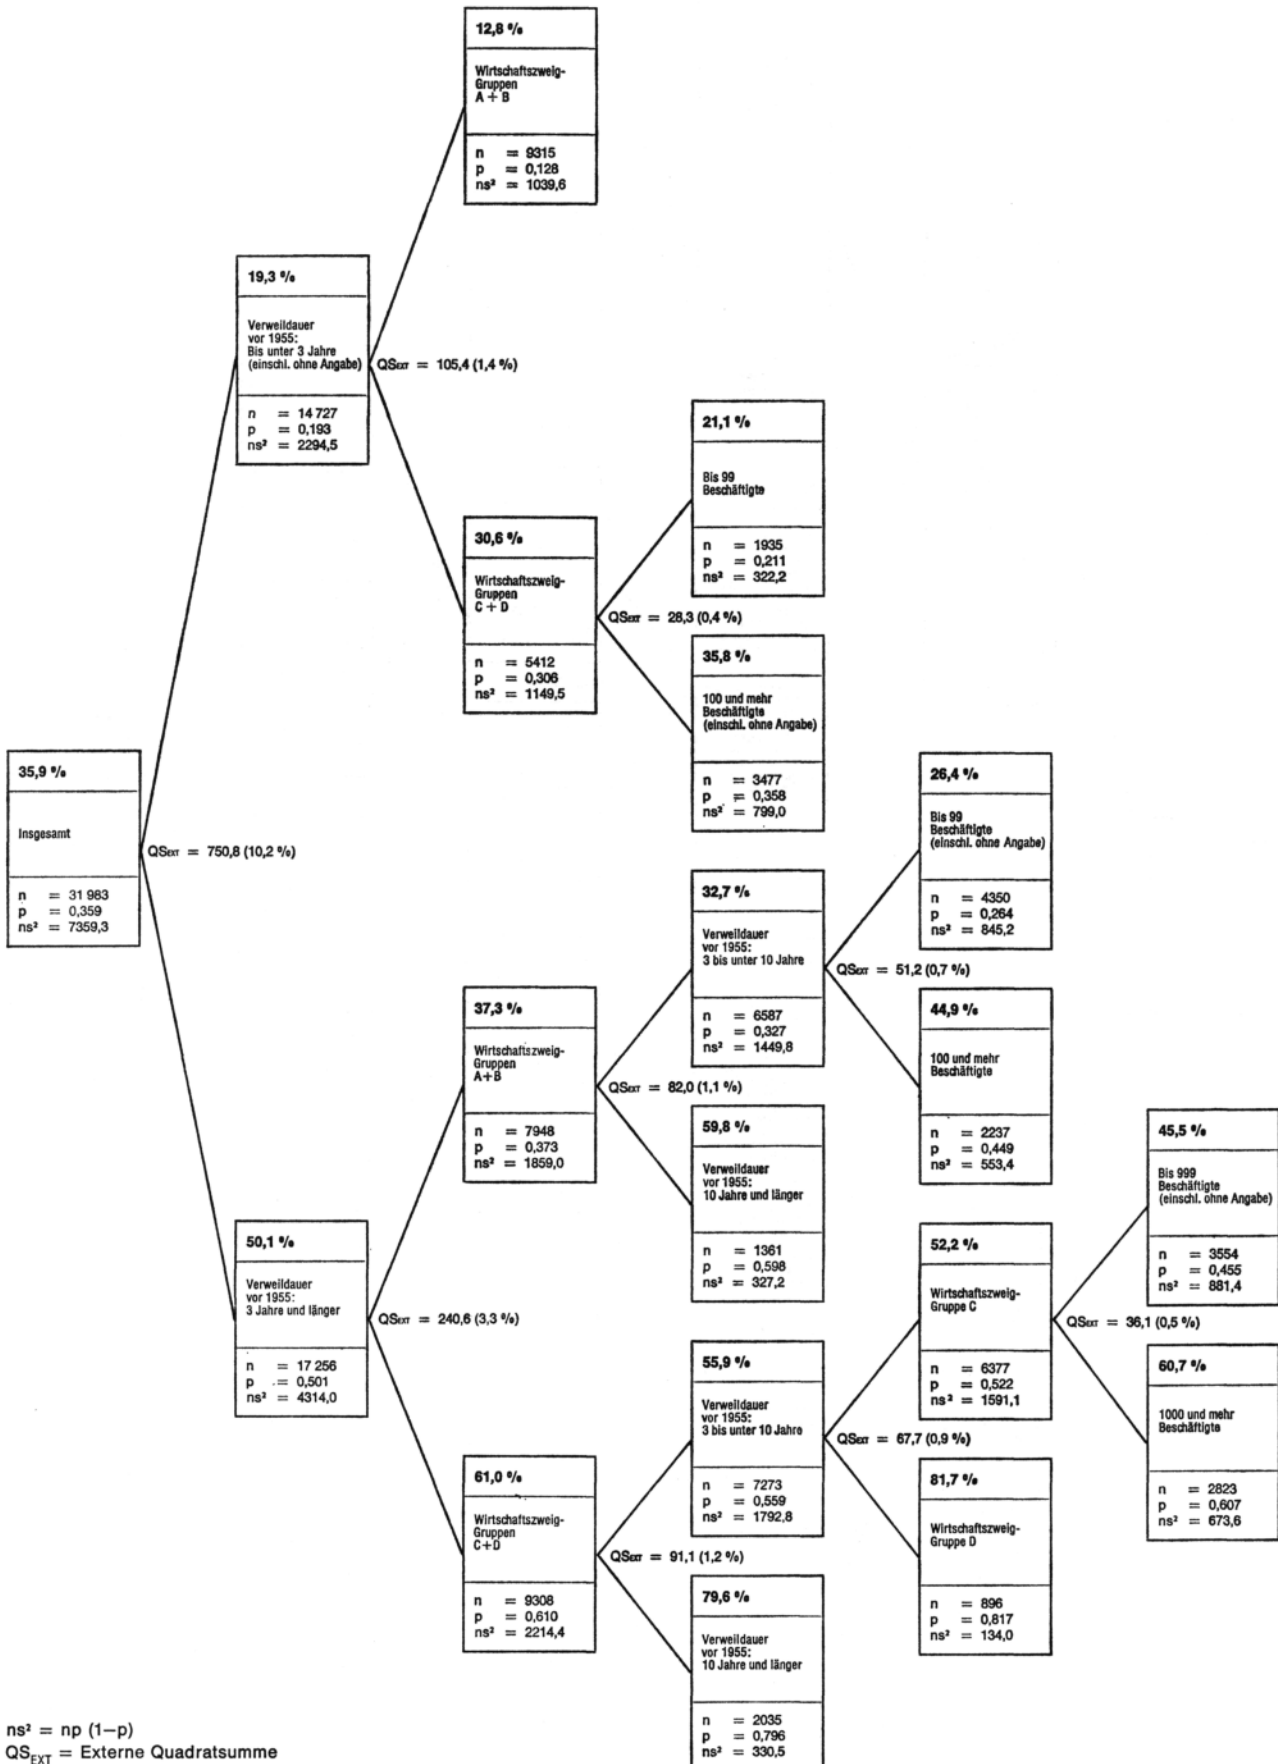 12,8 %
Wirtschaftszweig-
Gruppen
A + B
n = 9315
p = 0,128
ns² = 1039,6
19,3 %
Verweildauer
vor 1955:
Bis unter 3 Jahre
(einschl. ohne Angabe)
n = 14 727
p = 0,193
ns² = 2294,5
QSEXT = 105,4 (1,4 %)
21,1 %
Bis 99
Beschäftigte
n = 1935
p = 0,211
ns² = 322,2
30,6 %
Wirtschaftszweig-
Gruppen
C + D
n = 5412
p = 0,306
ns² = 1149,5
QSEXT = 28,3 (0,4 %)
35,8 %
100 und mehr
Beschäftigte
(einschl. ohne Angabe)
n = 3477
p = 0,358
ns² = 799,0
35,9 %
Insgesamt
n = 31 983
p = 0,359
ns² = 7359,3
QSEXT = 750,8 (10,2 %)
26,4 %
Bis 99
Beschäftigte
(einschl. ohne Angabe)
n = 4350
p = 0,264
ns² = 845,2
32,7 %
Verweildauer
vor 1955:
3 bis unter 10 Jahre
n = 6587
p = 0,327
ns² = 1449,8
QSEXT = 51,2 (0,7 %)
37,3 %
Wirtschaftszweig-
Gruppen
A+B
n = 7948
p = 0,373
ns² = 1859,0
QSEXT = 82,0 (1,1 %)
44,9 %
100 und mehr
Beschäftigte
n = 2237
p = 0,449
ns² = 553,4
59,8 %
Verweildauer
vor 1955:
10 Jahre und länger
n = 1361
p = 0,598
ns² = 327,2
45,5 %
Bis 999
Beschäftigte
(einschl. ohne Angabe)
n = 3554
p = 0,455
ns² = 881,4
50,1 %
Verweildauer
vor 1955:
3 Jahre und länger
n = 17 256
p = 0,501
ns² = 4314,0
QSEXT = 240,6 (3,3 %)
52,2 %
Wirtschaftszweig-
Gruppe C
n = 6377
p = 0,522
ns² = 1591,1
QSEXT = 36,1 (0,5 %)
55,9 %
Verweildauer
vor 1955:
3 bis unter 10 Jahre
n = 7273
p = 0,559
ns² = 1792,8
QSEXT = 67,7 (0,9 %)
60,7 %
1000 und mehr
Beschäftigte
n = 2823
p = 0,607
ns² = 673,6
61,0 %
Wirtschaftszweig-
Gruppen
C+D
n = 9308
p = 0,610
ns² = 2214,4
QSEXT = 91,1 (1,2 %)
81,7 %
Wirtschaftszweig-
Gruppe D
n = 896
p = 0,817
ns² = 134,0
79,6 %
Verweildauer
vor 1955:
10 Jahre und länger
n = 2035
p = 0,796
ns² = 330,5
ns² = np (1–p)
QSEXT = Externe Quadratsumme